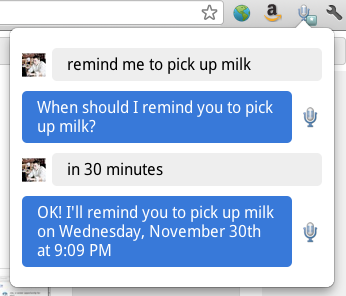 remind me to pick up milk
When should I remind you to pick
up milk?
in 30 minutes
OK! I'll remind you to pick up milk
on Wednesday, November 30th
at 9:09 PM